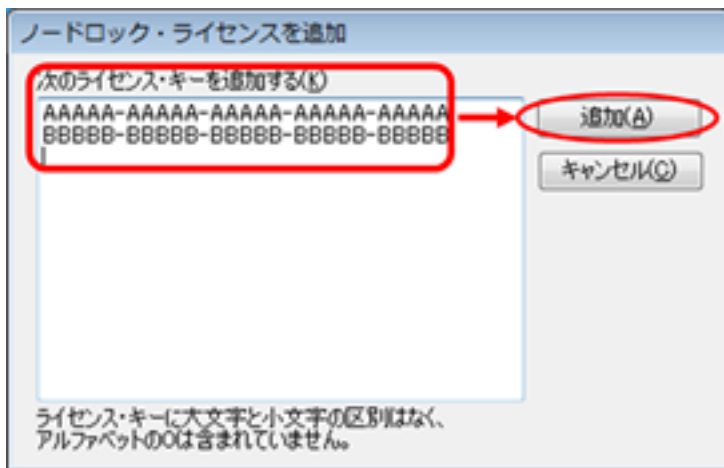 ノードロック・ライセンスを追加
次のライセンス・キーを追加する(K)
AAAAA-AAAAA-AAAAA-AAAAA-AAAAA
BBBBB-BBBBB-BBBBB-BBBBB-BBBBB
追加(A)
キャンセル(C)
ライセンス・キーに大文字と小文字の区別はなく、
アルファベットのOは含まれていません。